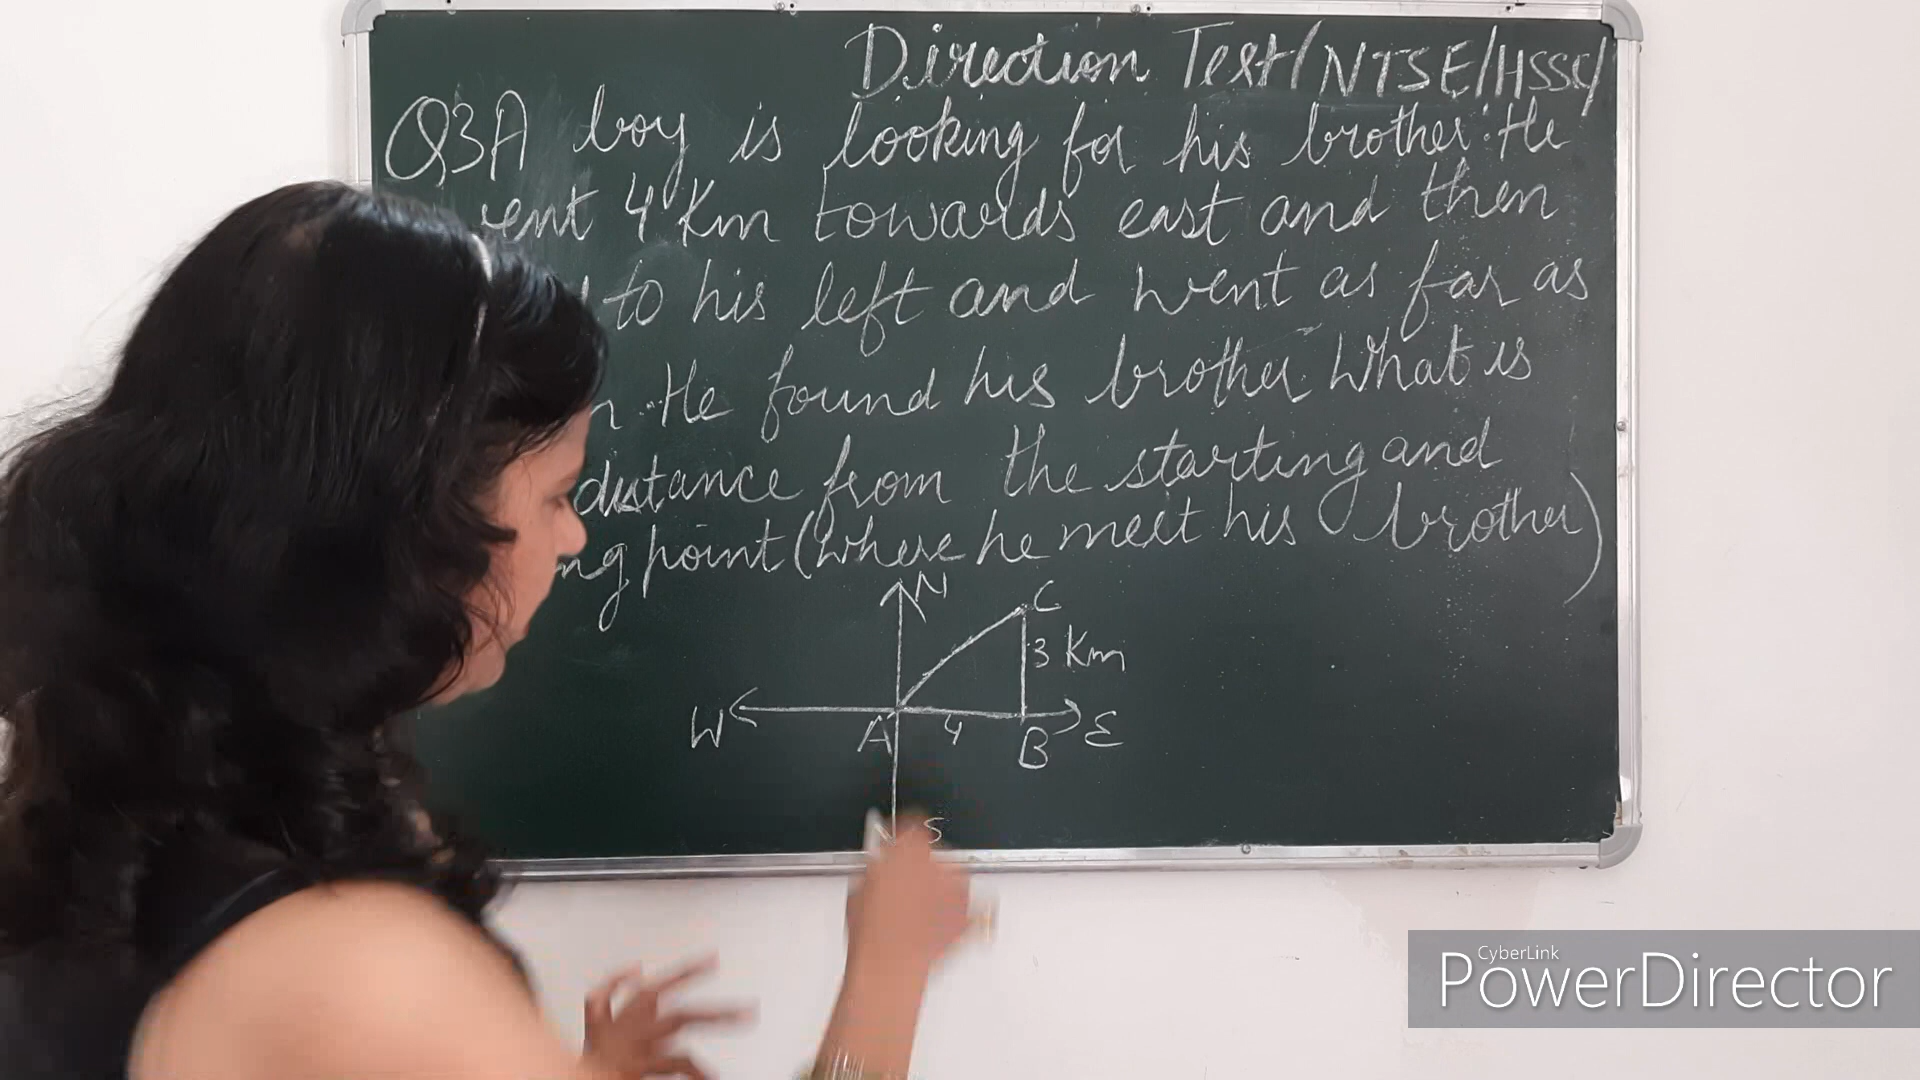 Direction Test/NTSE/HSSC/
Q3 A boy is looking for his brother. He
ent 4 Km towards east and then
to his left and went as far as
n. He found his brother. What is
distance from the starting and
ng point (where he meet his brother)
N
C
3 Km
W A 4 B E
S
CyberLink
PowerDirector